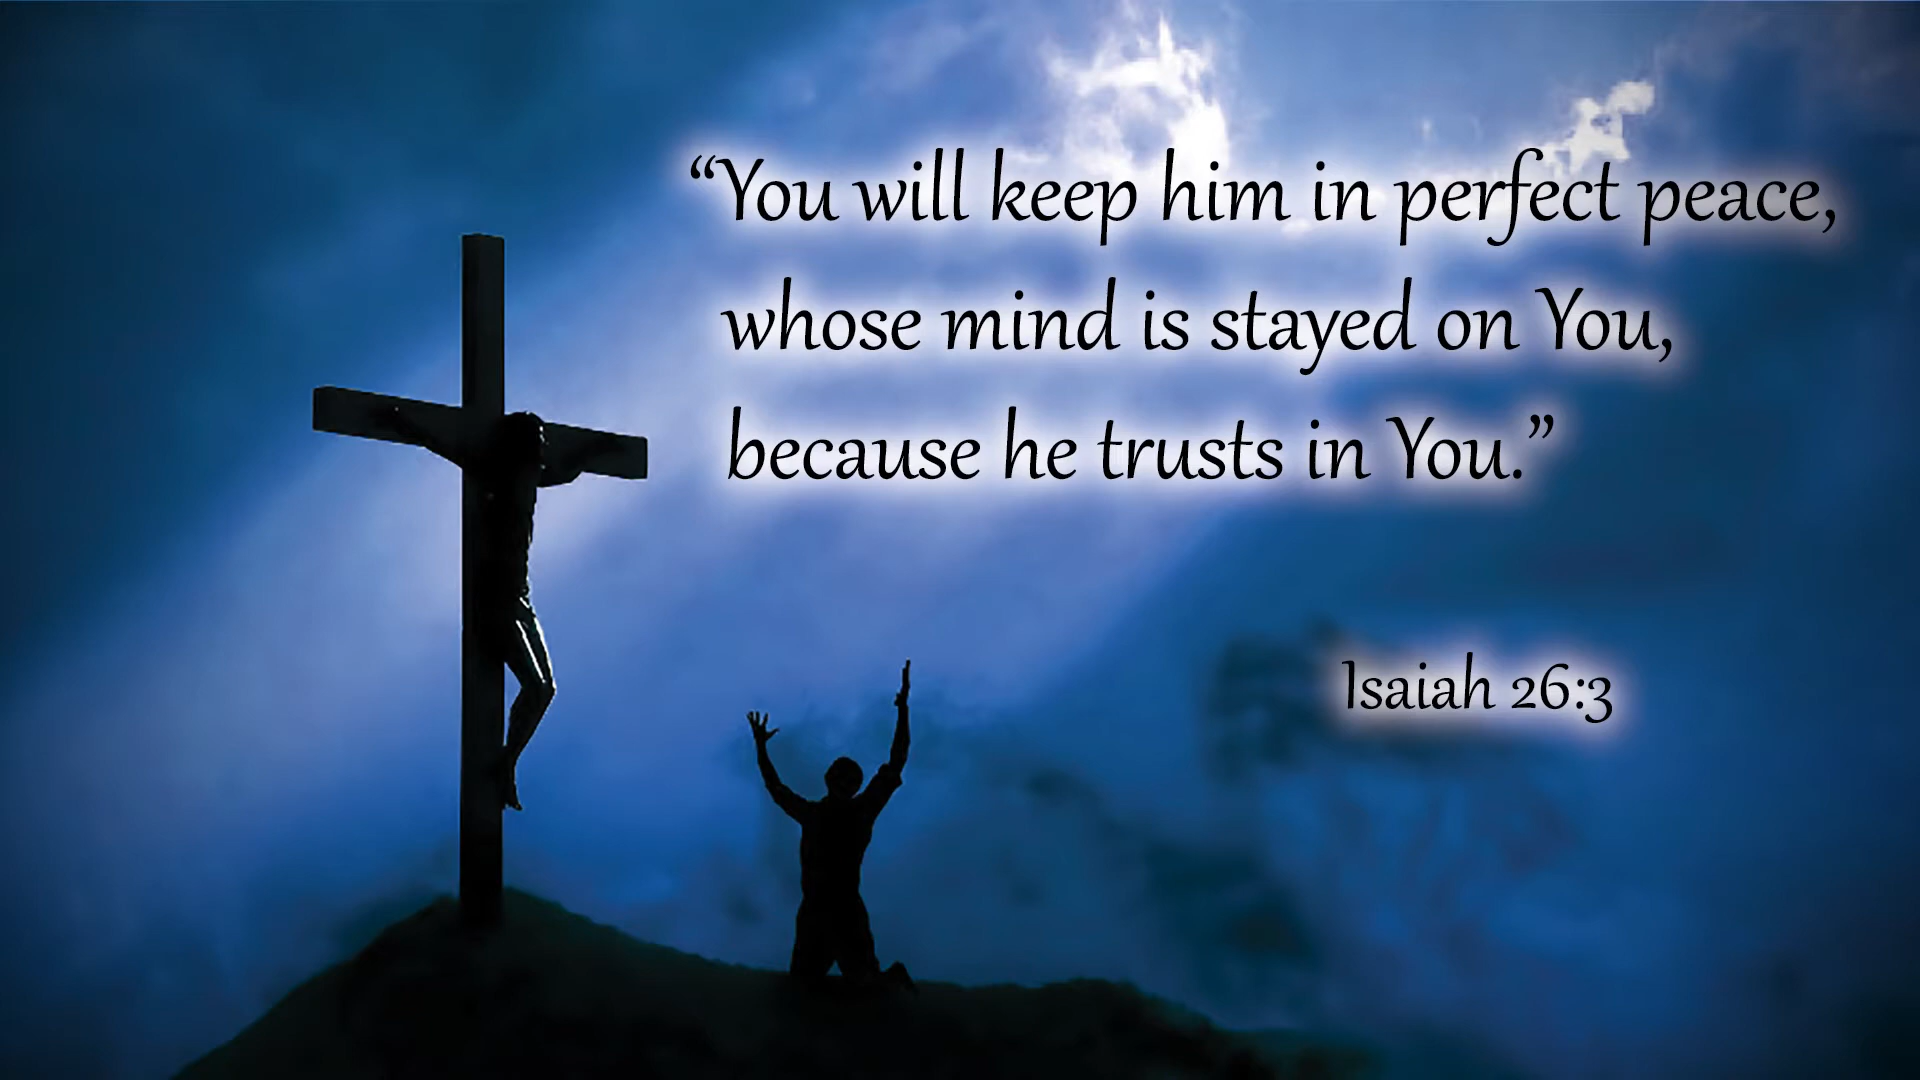 “You will keep him in perfect peace,
whose mind is stayed on You,
because he trusts in You.”
Isaiah 26:3